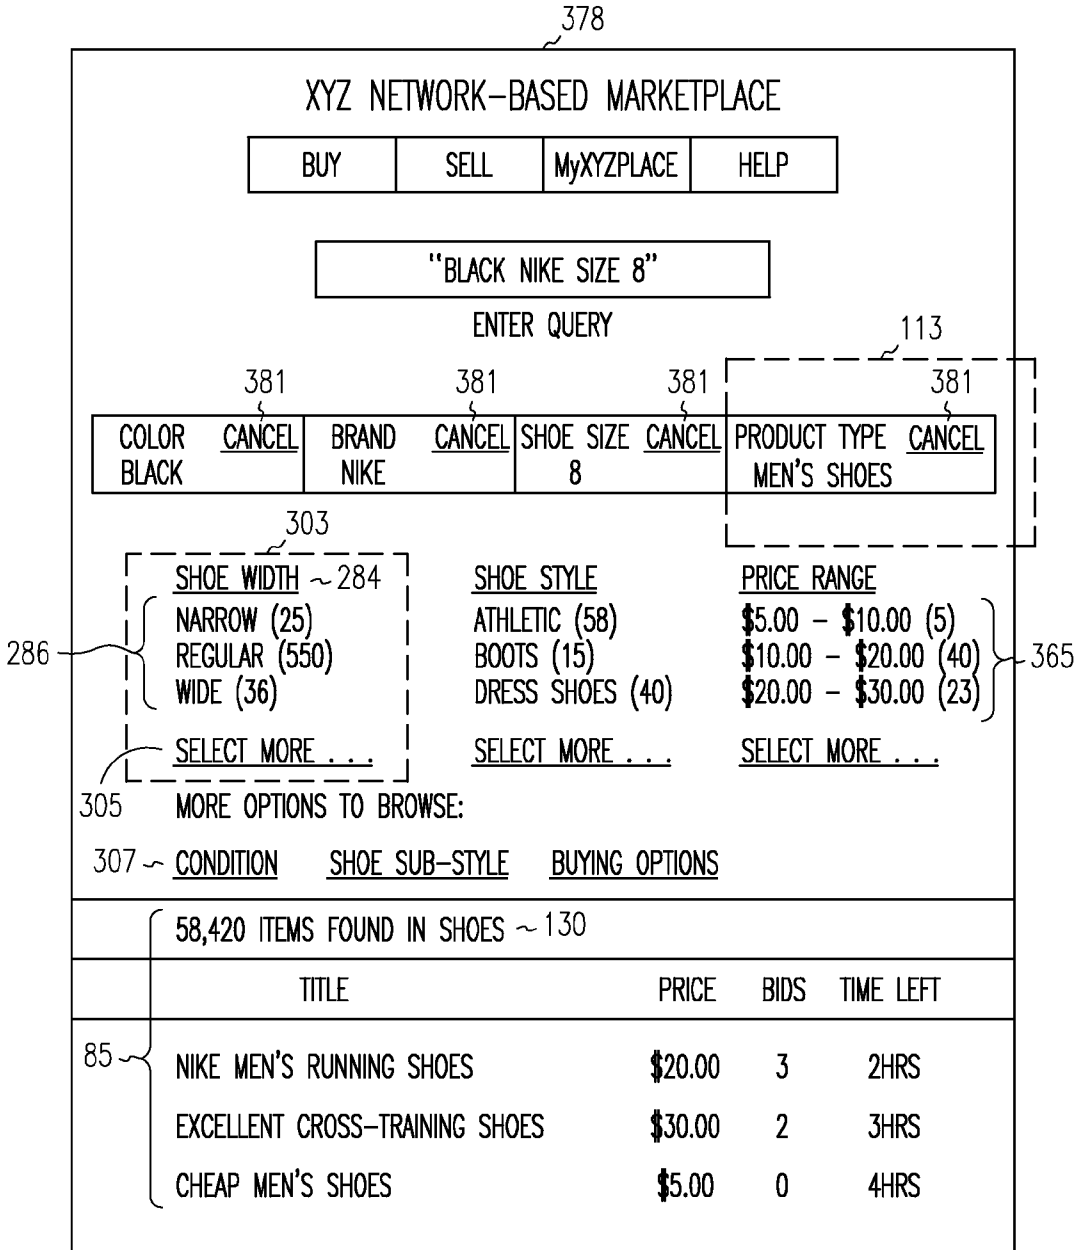 378
XYZ NETWORK-BASED MARKETPLACE
BUY SELL MyXYZPLACE HELP
"BLACK NIKE SIZE 8"
ENTER QUERY
113
381 381 381 381
COLOR CANCEL BRAND CANCEL SHOE SIZE CANCEL PRODUCT TYPE CANCEL
BLACK NIKE 8 MEN'S SHOES
303
SHOE WIDTH 284 SHOE STYLE PRICE RANGE
NARROW (25) ATHLETIC (58) $5.00 - $10.00 (5)
286 REGULAR (550) BOOTS (15) $10.00 - $20.00 (40) 365
WIDE (36) DRESS SHOES (40) $20.00 - $30.00 (23)
SELECT MORE . . . SELECT MORE . . . SELECT MORE . . .
305 MORE OPTIONS TO BROWSE:
307 CONDITION SHOE SUB-STYLE BUYING OPTIONS
58,420 ITEMS FOUND IN SHOES 130
TITLE PRICE BIDS TIME LEFT
85 NIKE MEN'S RUNNING SHOES $20.00 3 2HRS
EXCELLENT CROSS-TRAINING SHOES $30.00 2 3HRS
CHEAP MEN'S SHOES $5.00 0 4HRS